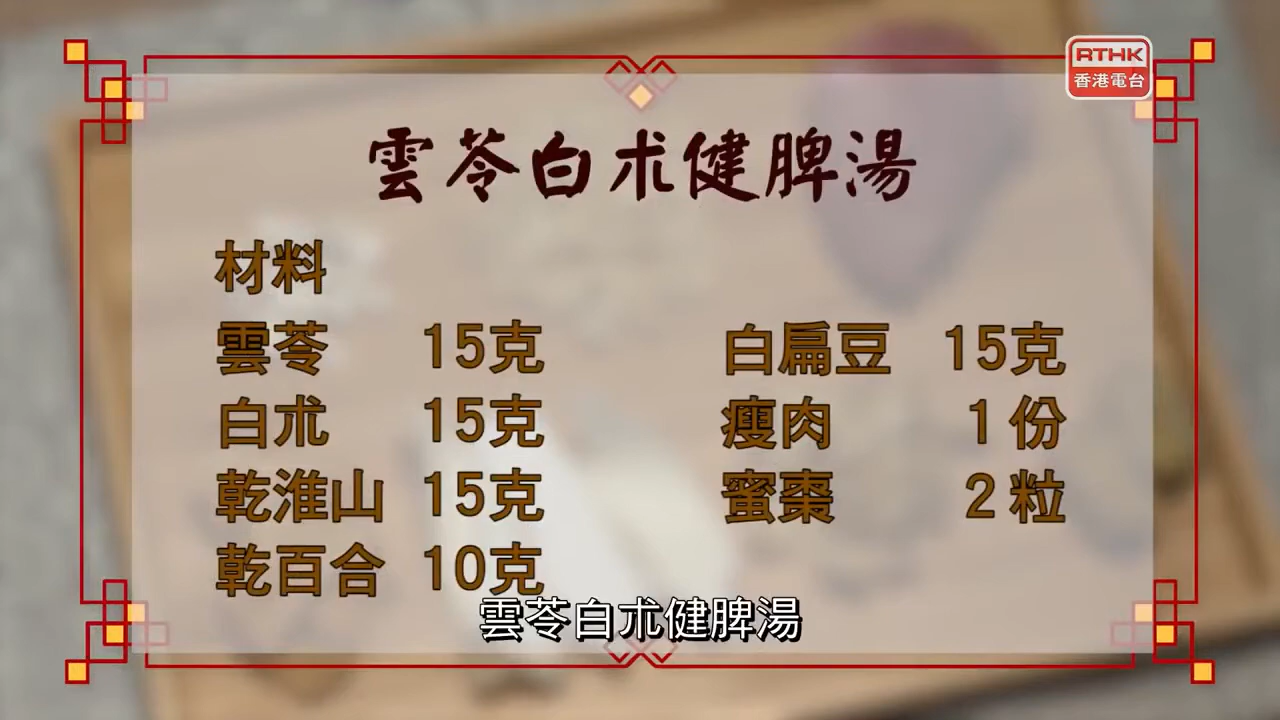 RTHK
香港電台
雲苓白朮健脾湯
材料
雲苓 15克
白朮 15克
乾淮山 15克
乾百合 10克
白扁豆 15克
瘦肉 1份
蜜棗 2粒
雲苓白朮健脾湯